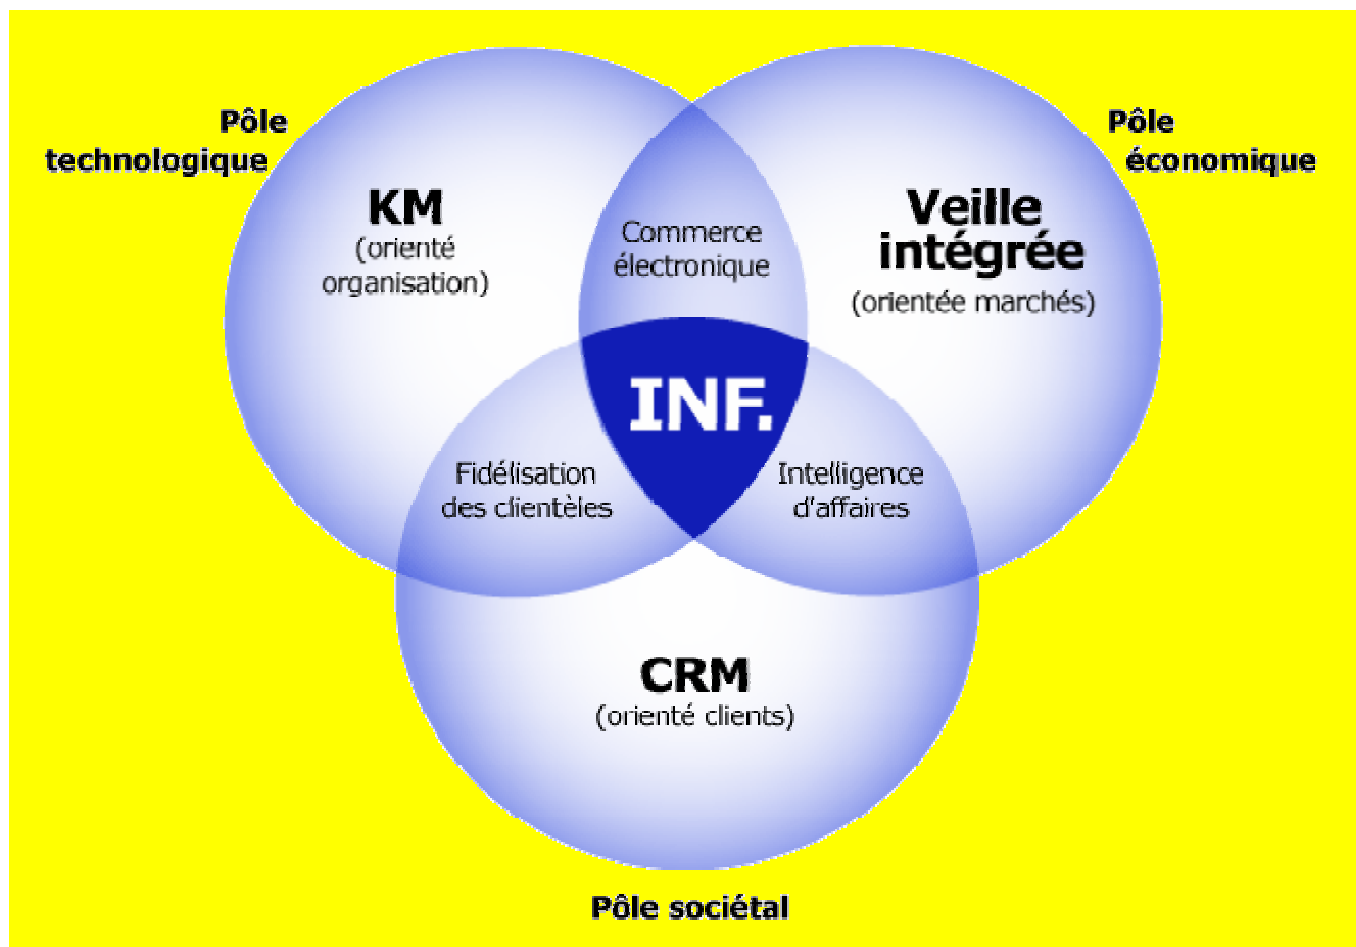 Pôle
technologique
Pôle
économique
KM
(orienté
organisation)
Commerce
électronique
Veille
intégrée
(orientée marchés)
INF.
Fidélisation
des clientèles
Intelligence
d'affaires
CRM
(orienté clients)
Pôle sociétal